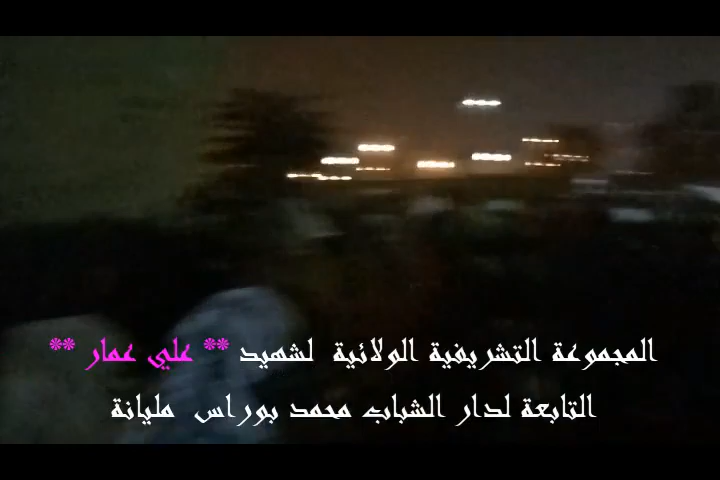 المجموعة التشريفية الولائية لشهيد ** علي عمار **
التابعة لدار الشباب محمد بوراس مليانة